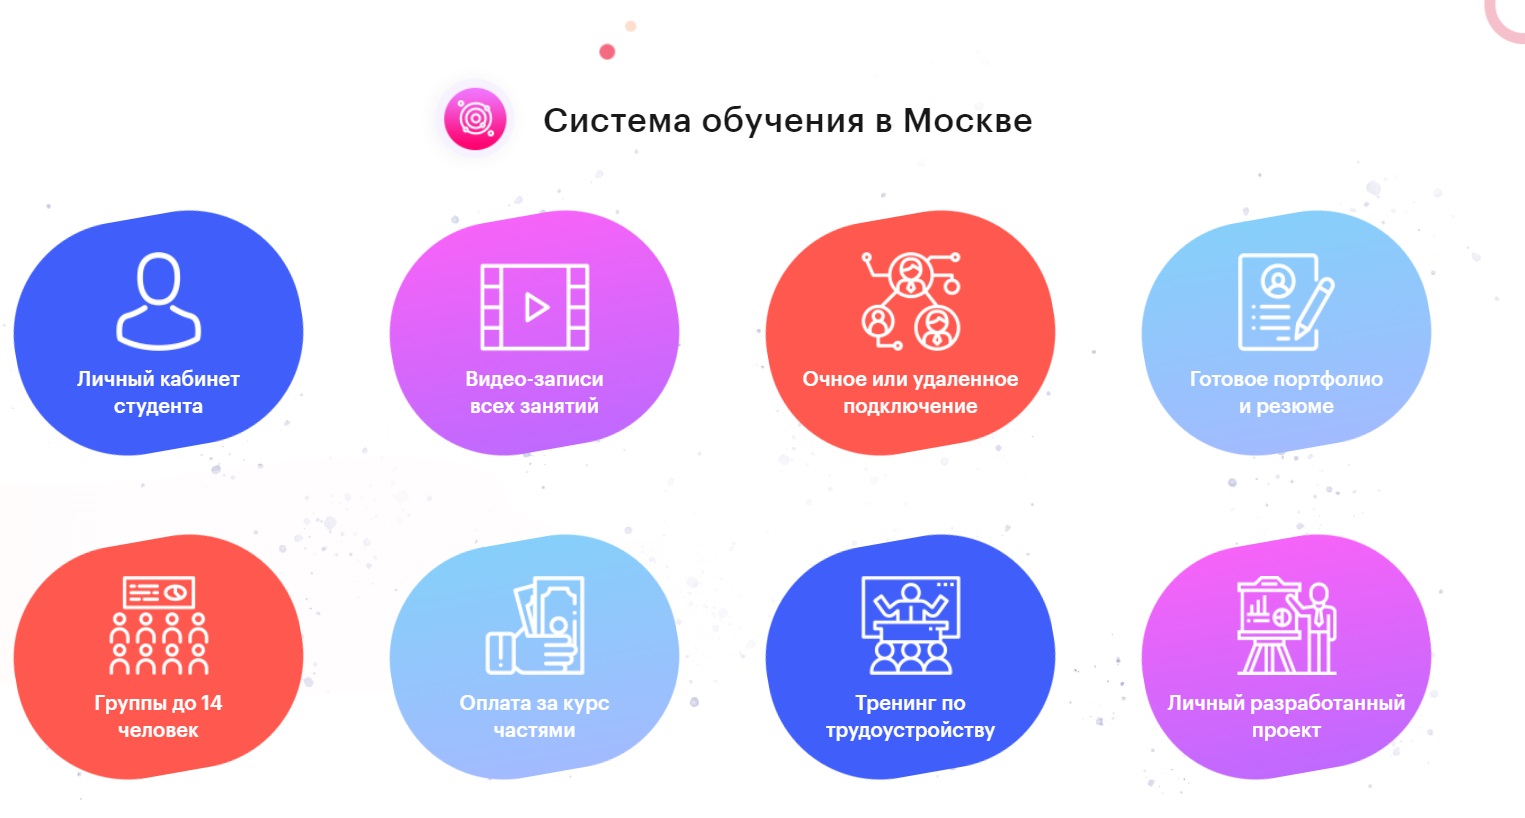 Система обучения в Москве
Личный кабинет
студента
Видео-записи
всех занятий
Очное или удаленное
подключение
Готовое портфолио
и резюме
Группы до 14
человек
Оплата за курс
частями
Тренинг по
трудоустройству
Личный разработанный
проект